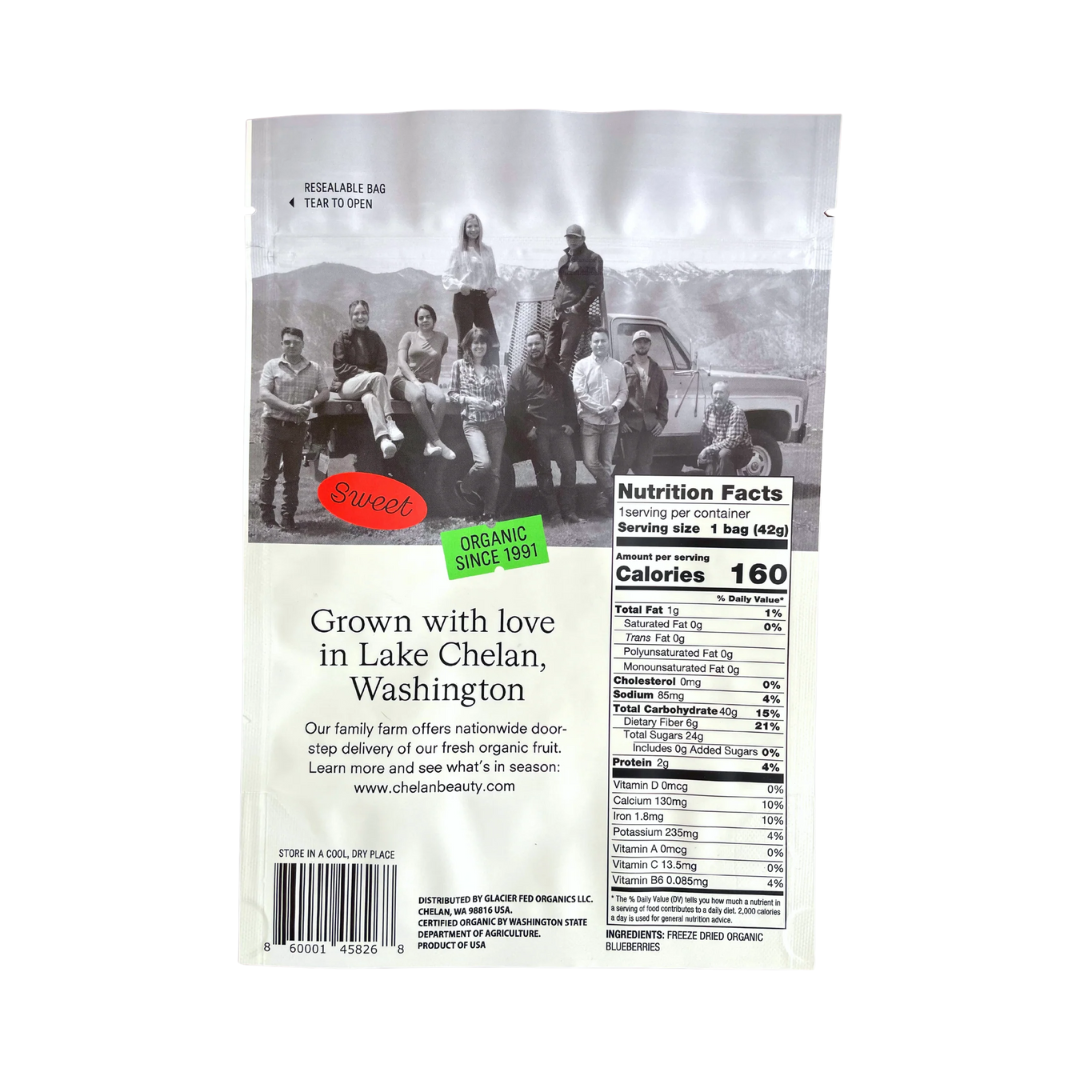 RESEALABLE BAG
TEAR TO OPEN
Sweet
ORGANIC
SINCE 1991
Grown with love
in Lake Chelan,
Washington
Our family farm offers nationwide door-
step delivery of our fresh organic fruit.
Learn more and see what's in season:
www.chelanbeauty.com
STORE IN A COOL, DRY PLACE
8 60001 45826 8
DISTRIBUTED BY GLACIER FED ORGANICS LLC.
CHELAN, WA 98816 USA.
CERTIFIED ORGANIC BY WASHINGTON STATE
DEPARTMENT OF AGRICULTURE.
PRODUCT OF USA
Nutrition Facts
1serving per container
Serving size 1 bag (42g)
Amount per serving
Calories 160
% Daily Value*
Total Fat 1g 1%
Saturated Fat 0g 0%
Trans Fat 0g
Polyunsaturated Fat 0g
Monounsaturated Fat 0g
Cholesterol 0mg 0%
Sodium 85mg 4%
Total Carbohydrate 40g 15%
Dietary Fiber 6g 21%
Total Sugars 24g
Includes 0g Added Sugars 0%
Protein 2g 4%
Vitamin D 0mcg 0%
Calcium 130mg 10%
Iron 1.8mg 10%
Potassium 235mg 4%
Vitamin A 0mcg 0%
Vitamin C 13.5mg 0%
Vitamin B6 0.085mg 4%
* The % Daily Value (DV) tells you how much a nutrient in
a serving of food contributes to a daily diet. 2,000 calories
a day is used for general nutrition advice.
INGREDIENTS: FREEZE DRIED ORGANIC
BLUEBERRIES